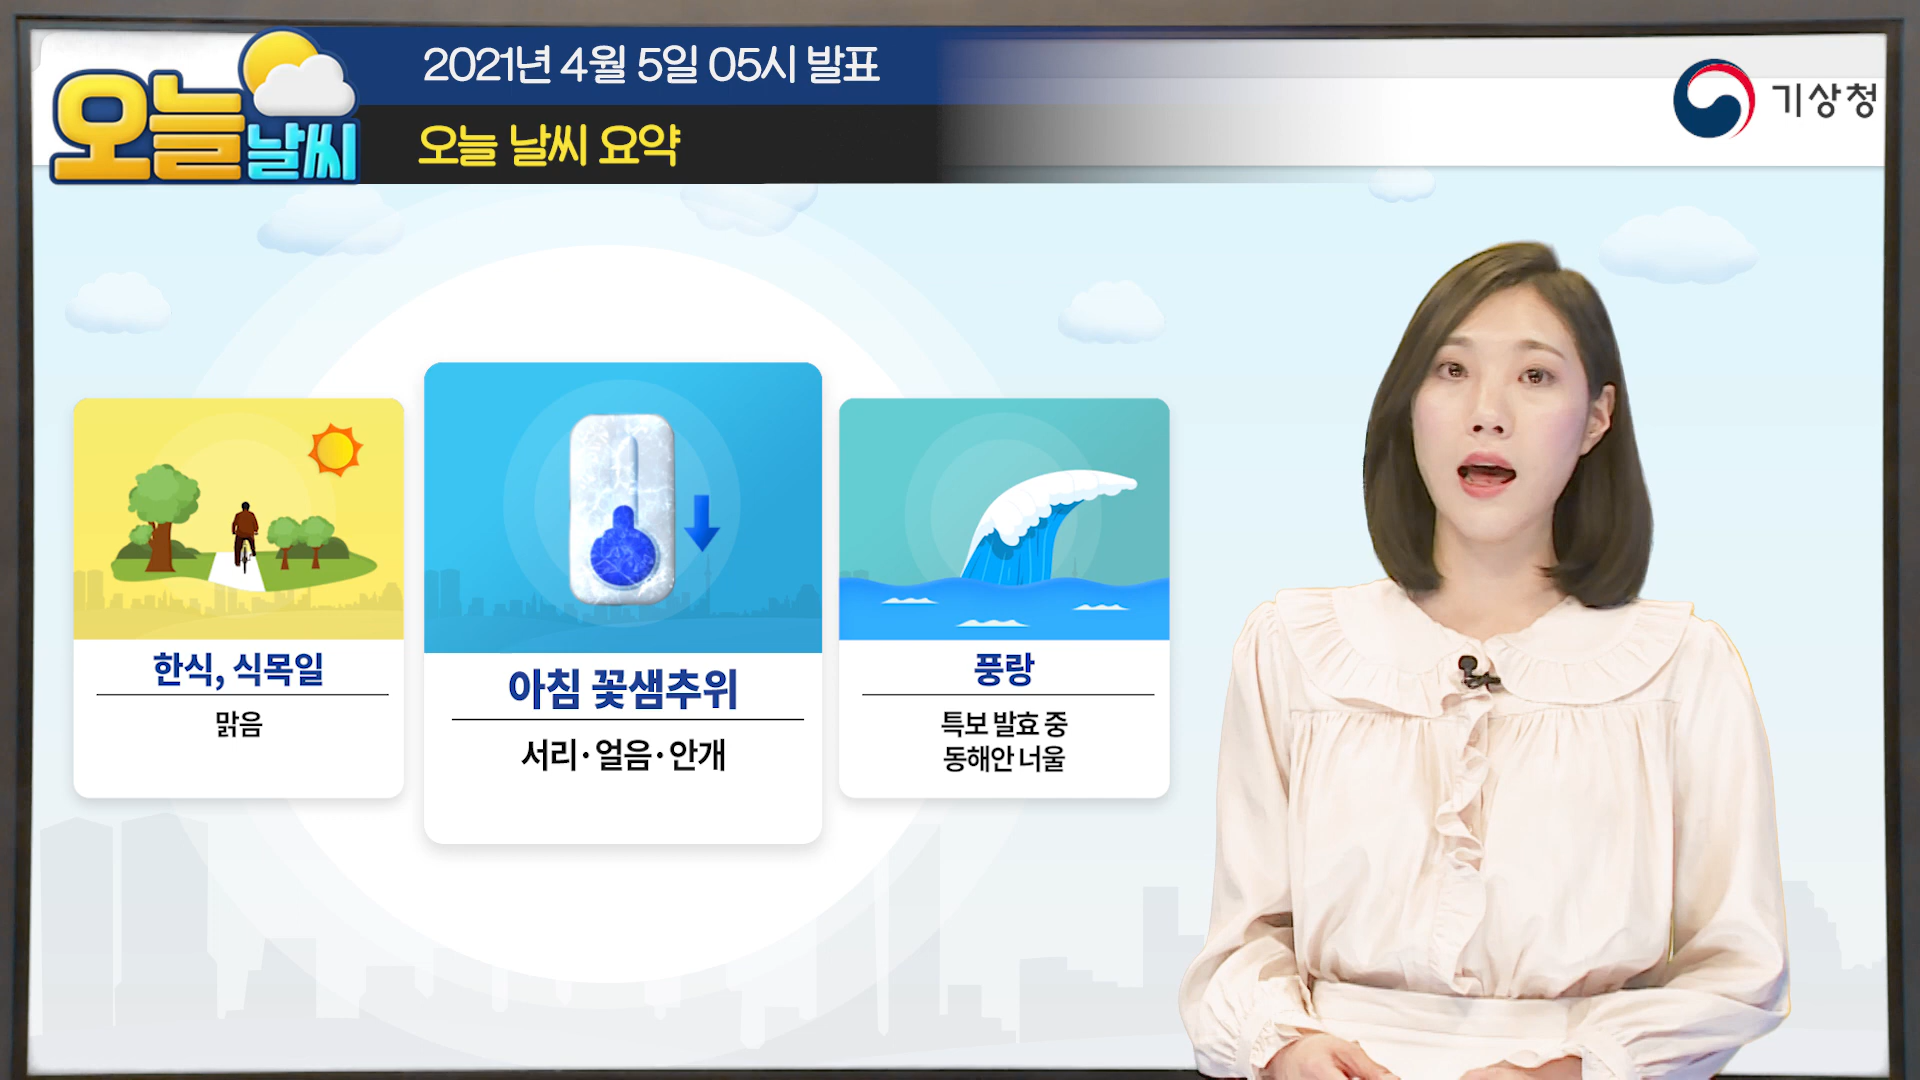 오늘
날씨
2021년 4월 5일 05시 발표
오늘 날씨 요약
기상청
한식, 식목일
맑음
아침 꽃샘추위
서리·얼음·안개
풍랑
특보 발효 중
동해안 너울